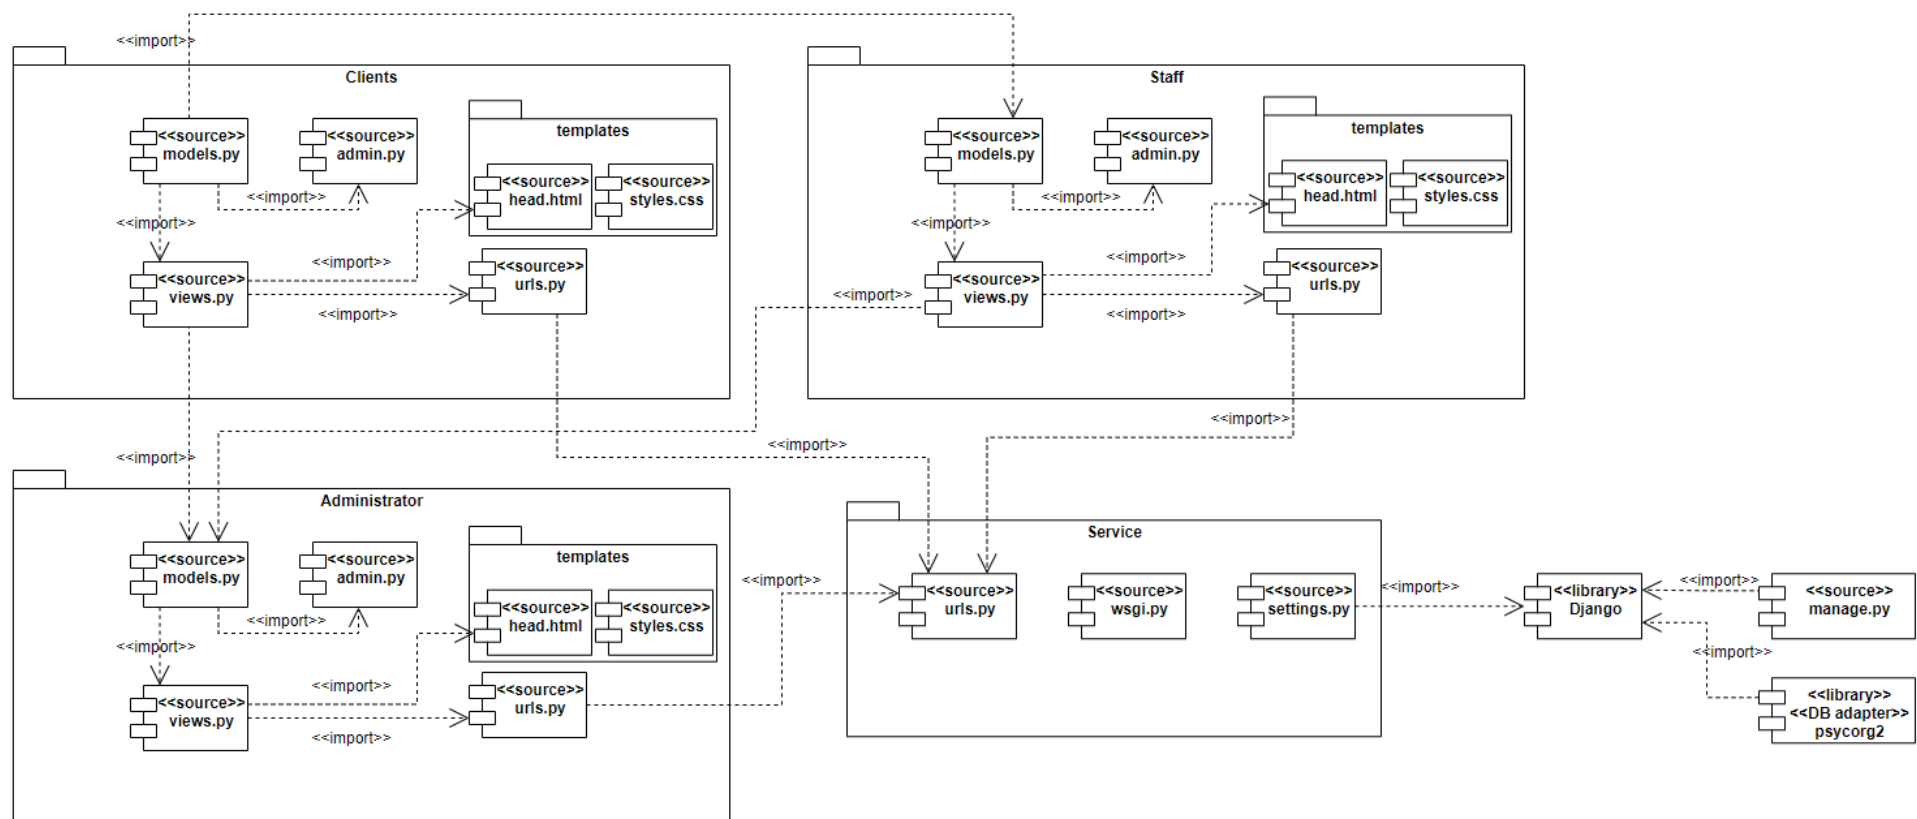 <<import>>
Clients
<<source>>
models.py
<<source>>
admin.py
templates
<<source>>
head.html
<<source>>
styles.css
<<import>>
<<import>>
<<source>>
views.py
<<import>>
<<import>>
<<source>>
urls.py
Staff
<<source>>
models.py
<<source>>
admin.py
templates
<<source>>
head.html
<<source>>
styles.css
<<import>>
<<import>>
<<source>>
views.py
<<import>>
<<import>>
<<source>>
urls.py
<<import>>
<<import>>
<<import>>
<<import>>
Administrator
<<source>>
models.py
<<source>>
admin.py
templates
<<source>>
head.html
<<source>>
styles.css
<<import>>
<<import>>
<<source>>
views.py
<<import>>
<<import>>
<<source>>
urls.py
<<import>>
Service
<<source>>
urls.py
<<source>>
wsgi.py
<<source>>
settings.py
<<import>>
<<library>>
Django
<<import>>
<<source>>
manage.py
<<import>>
<<library>>
<<DB adapter>>
psycorg2